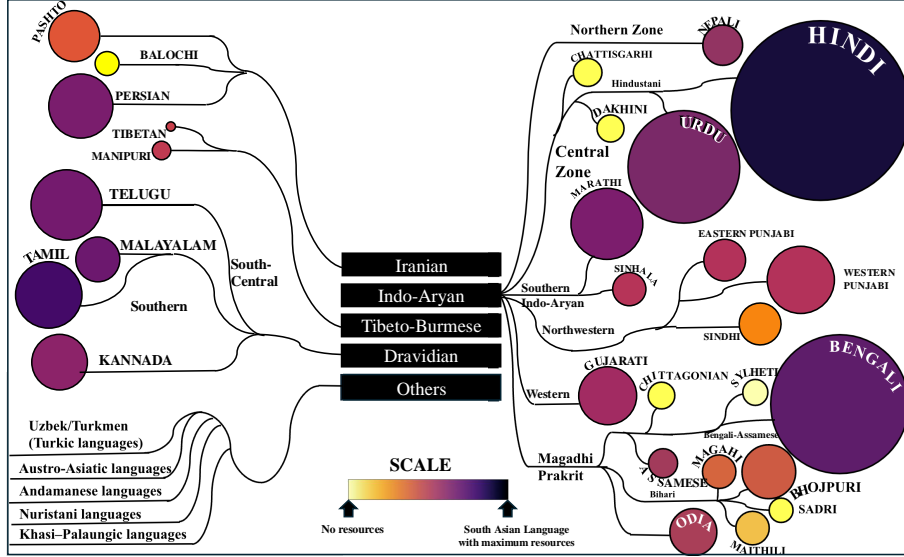 PASHTO
BALOCHI
PERSIAN
TIBETAN
MANIPURI
TELUGU
MALAYALAM
TAMIL
Southern
South-
Central
KANNADA
Uzbek/Turkmen
(Turkic languages)
Austro-Asiatic languages
Andamanese languages
Nuristani languages
Khasi–Palaungic languages
Iranian
Indo-Aryan
Tibeto-Burmese
Dravidian
Others
SCALE
No resources
South Asian Language
with maximum resources
Northern Zone
NEPALI
HINDI
CHATTISGARHI
Hindustani
DAKHINI
URDU
Central
Zone
MARATHI
SINHALA
Southern
Indo-Aryan
EASTERN PUNJABI
WESTERN
PUNJABI
Northwestern
SINDHI
GUJARATI
Western
CHITTAGONIAN
SYLHETI
BENGALI
Bengali-Assamese
Magadhi
Prakrit
ASSAMESE
Bihari
MAGAHI
BHOJPURI
SADRI
ODIA
MAITHILI